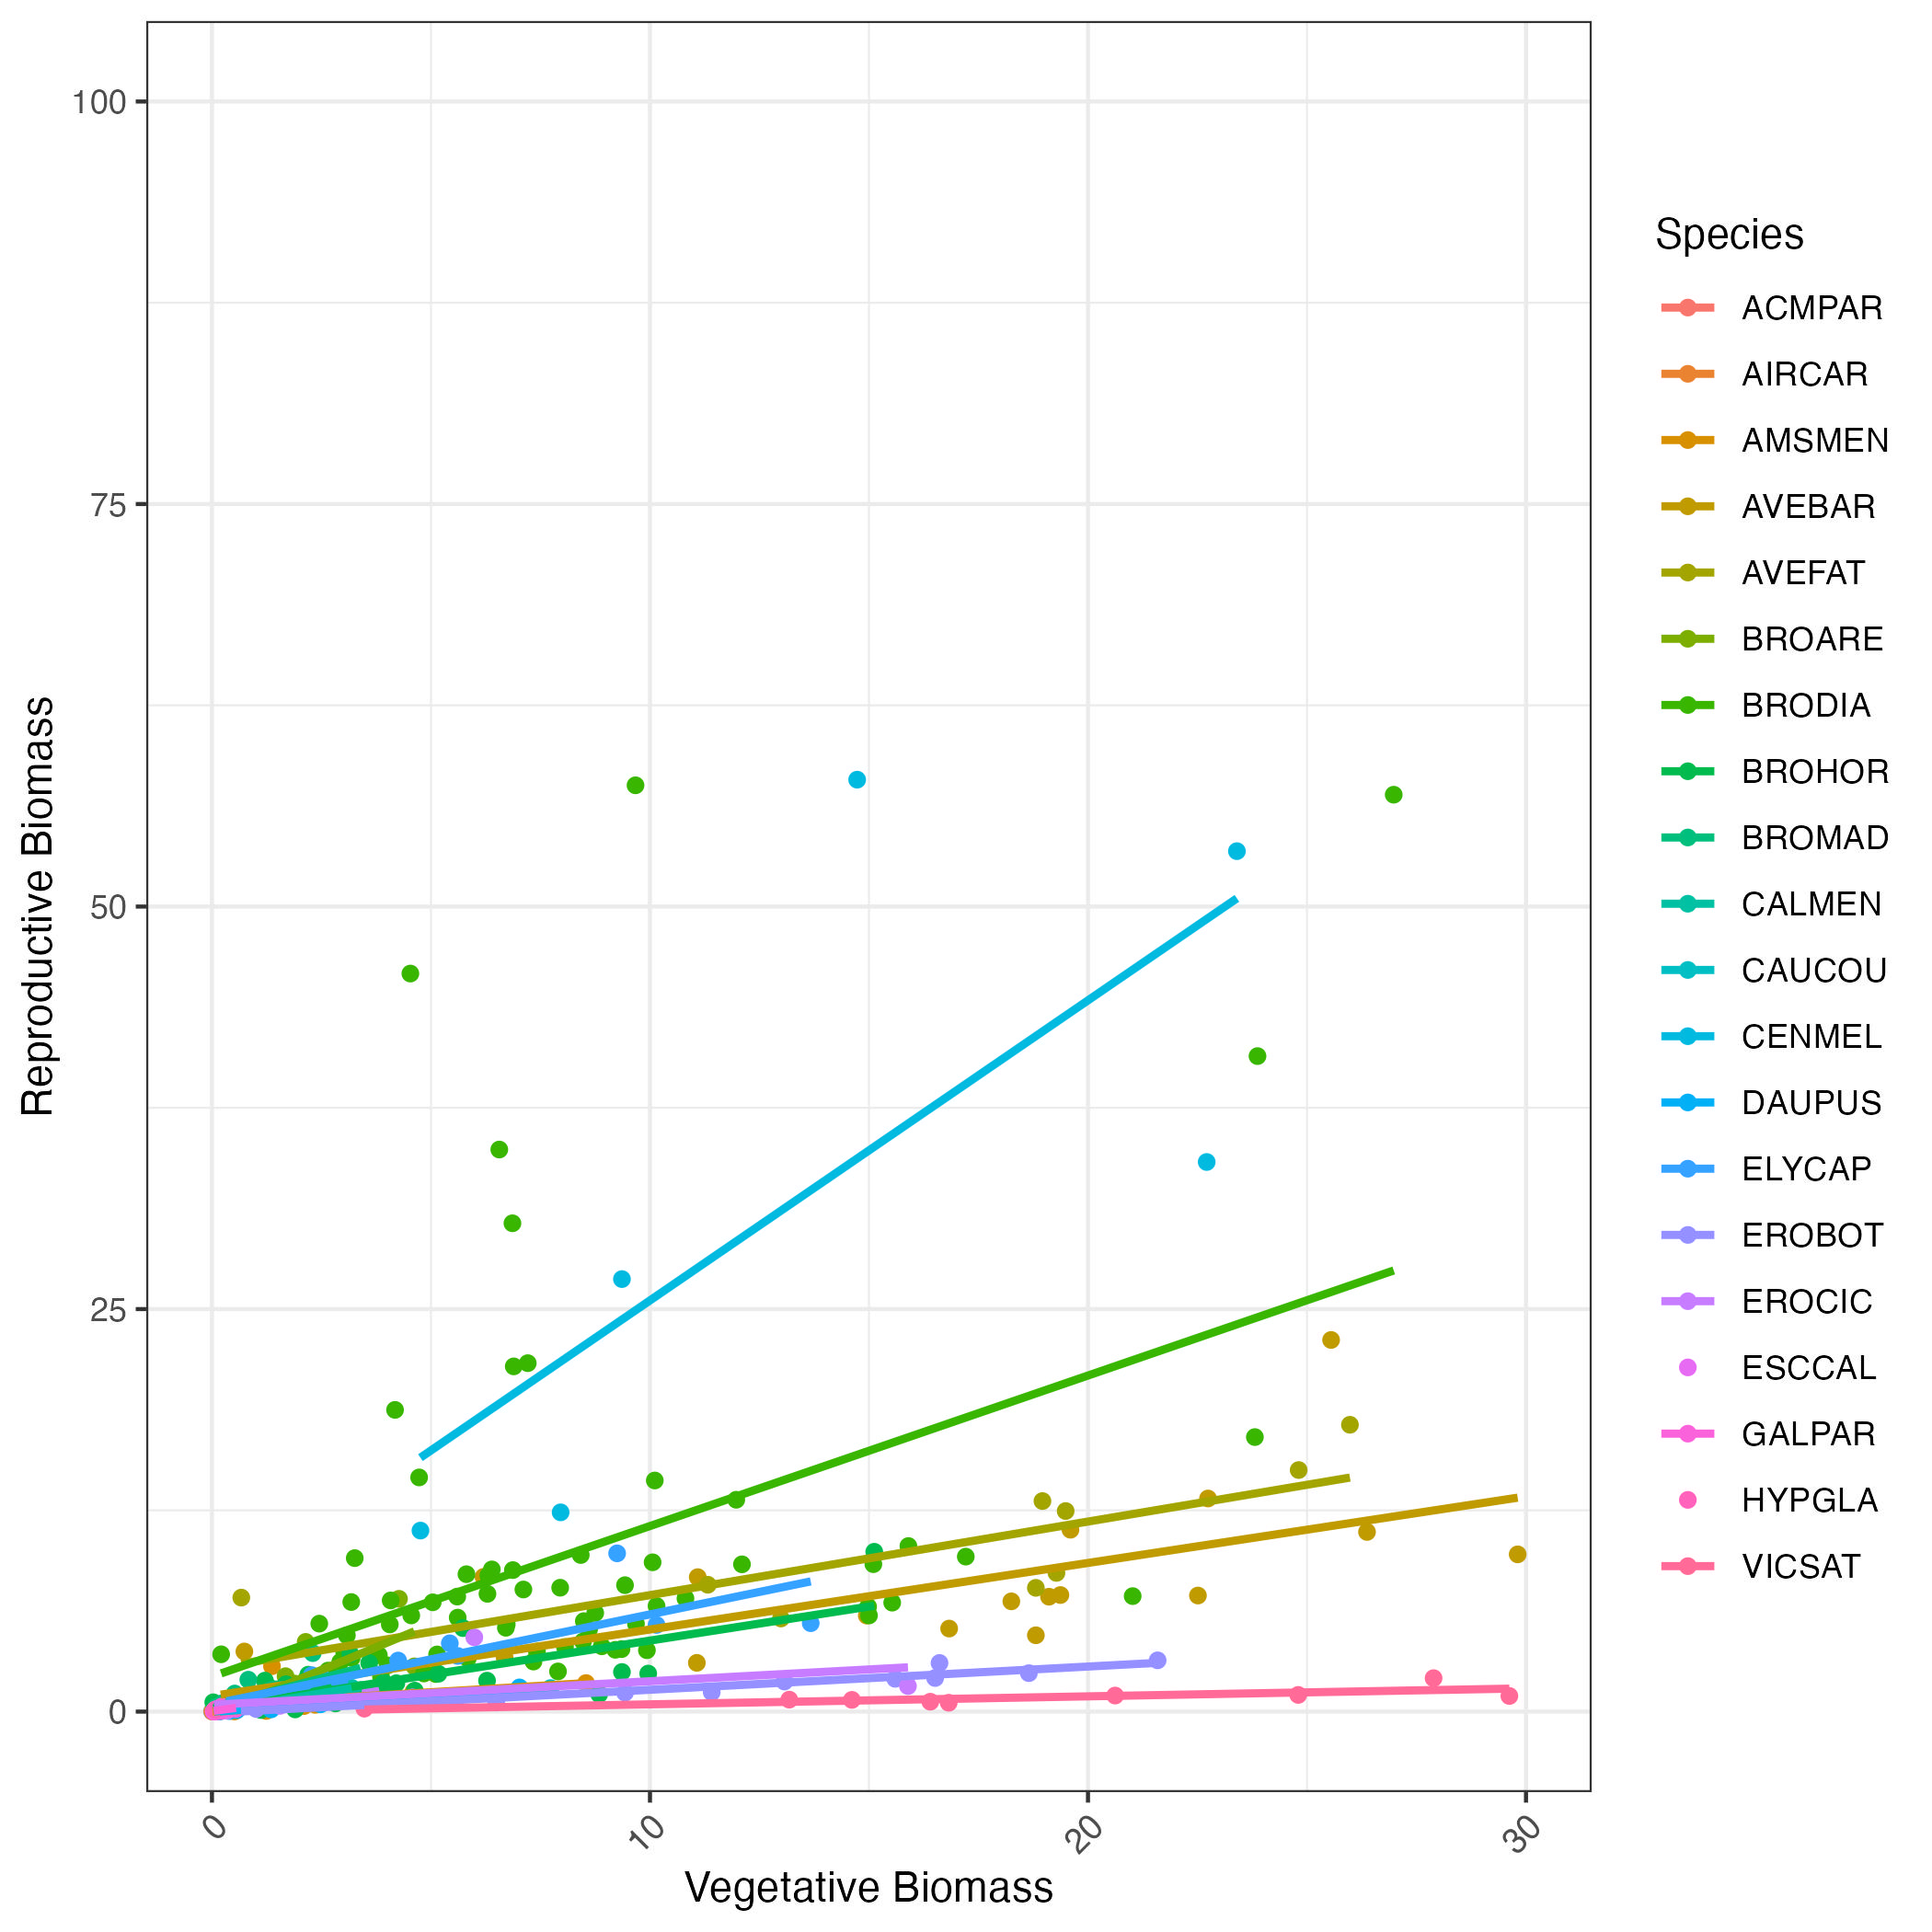 100
75
50
25
0
0
10
20
30
Vegetative Biomass
Reproductive Biomass
Species
ACMPAR
AIRCAR
AMSMEN
AVEBAR
AVEFAT
BROARE
BRODIA
BROHOR
BROMAD
CALMEN
CAUCOU
CENMEL
DAUPUS
ELYCAP
EROBOT
EROCIC
ESCCAL
GALPAR
HYPGLA
VICSAT